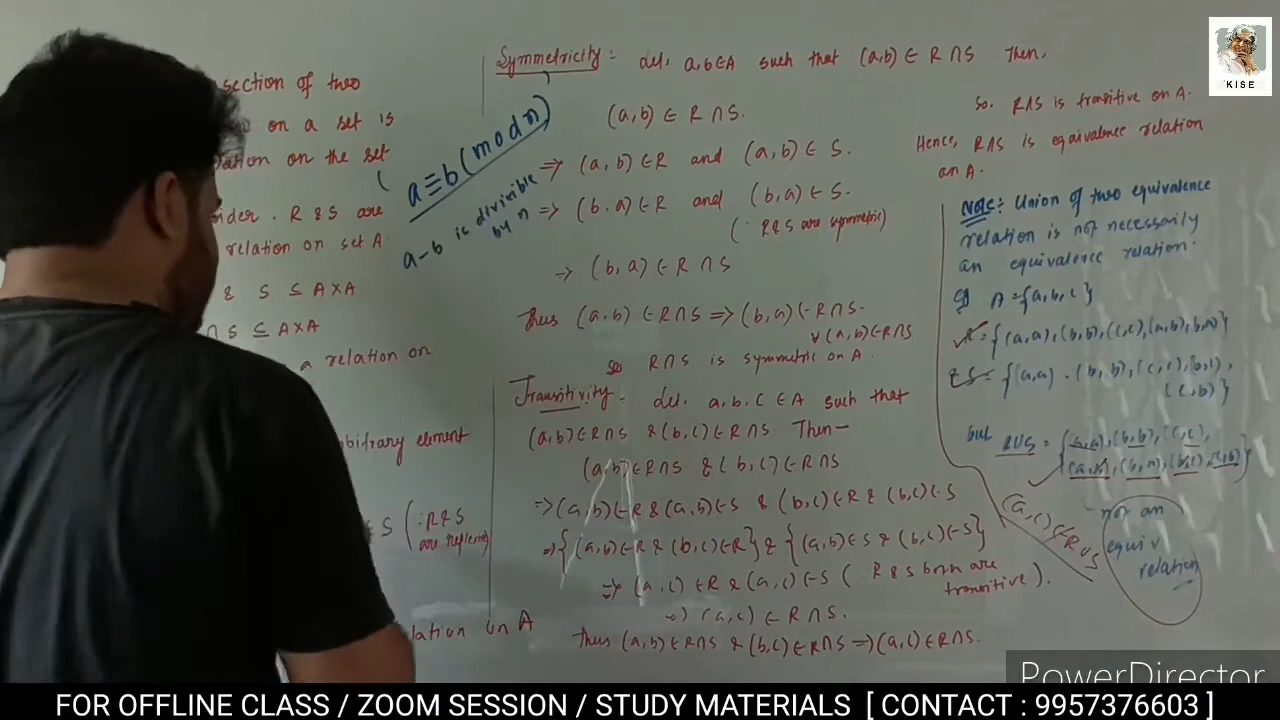 section of two
on a set is
ation on the set
sider. R & S are
relation on set A
& S ⊆ A×A
∩ S ⊆ A×A
a relation on
arbitrary element
∈ S (∵ R & S
are reflexive)
relation on A
Symmetricity:- Let. a,b∈A such that (a,b) ∈ R ∩ S Then,
(a,b) ∈ R ∩ S.
⇒ (a,b) ∈ R and (a,b) ∈ S.
⇒ (b,a) ∈ R and (b,a) ∈ S.
(∵ R&S are symmetric)
⇒ (b,a) ∈ R ∩ S
Thus (a,b) ∈ R∩S ⇒ (b,a) ∈ R∩S.
∀ (a,b) ∈ R∩S
so R∩S is symmetric on A.
a≡b(mod n)
a-b is divisible
by n
Transitivity:- Let. a,b,c ∈ A such that
(a,b)∈R∩S & (b,c)∈R∩S Then—
(a,b)∈R∩S & (b,c)∈R∩S
⇒(a,b)∈R & (a,b)∈S & (b,c)∈R & (b,c)∈S
⇒{(a,b)∈R & (b,c)∈R} & {(a,b)∈S & (b,c)∈S}
⇒ (a,c) ∈ R & (a,c) ∈ S (∵ R & S both are
transitive).
⇒ (a,c) ∈ R∩S.
Thus (a,b)∈R∩S & (b,c)∈R∩S ⇒ (a,c)∈R∩S.
So. R∩S is transitive on A.
Hence, R∩S is equivalence relation
on A.
Note:- Union of two equivalence
relation is not necessarily
an equivalence relation.
eg A={a,b,c}
R={(a,a),(b,b),(c,c),(a,b),(b,a)}
& S={(a,a),(b,b),(c,c),(b,c),
(c,b)}
but R∪S = {(a,a),(b,b),(c,c),
(a,b),(b,a),(b,c),(c,b)}
(a,c)∉R∪S
not an
equiv
relation
KISE
PowerDirector
FOR OFFLINE CLASS / ZOOM SESSION / STUDY MATERIALS [ CONTACT : 9957376603 ]